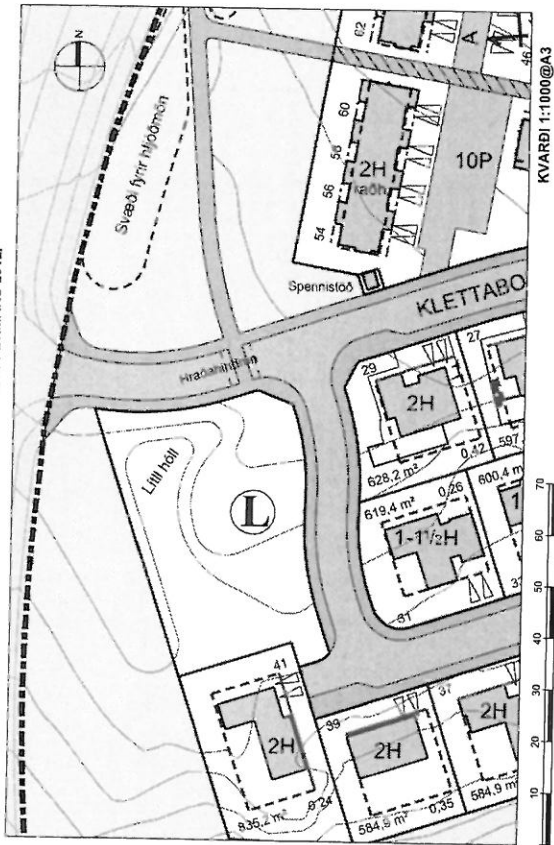 N
Svæði fyrir hljóðmön
62
46
A
60
58
56
54
2H
raðh.
10P
Spennistöð
KLETTABO
Hraðahindrun
Litli hóll
L
29
2H
628,2 m²
0,42
27
597
619,4 m²
0,26
1-1½H
31
600,4 m
1
41
2H
835,2 m²
0,24
39
2H
584,9 m²
0,35
37
2H
584,9 m²
10 20 30 40 50 60 70
KVARÐI 1:1000@A3